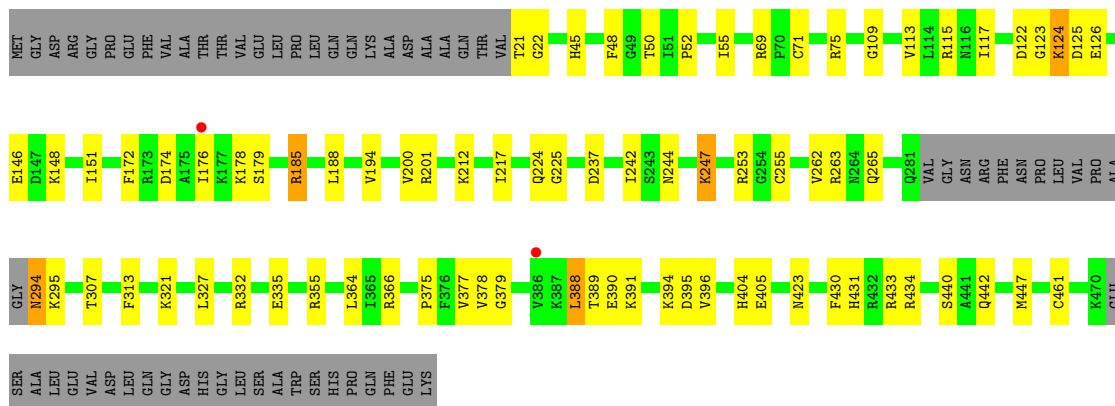 MET GLY ASP ARG GLY PRO GLU PHE VAL ALA THR THR VAL GLU LEU PRO LEU GLN GLN LYS ALA ASP ALA ALA GLN THR VAL T21 G22 H45 F48 G49 T50 I51 P52 I55 R69 P70 C71 R75 G109 V113 L114 R115 N116 I117 D122 G123 K124 D125 E126
E146 D147 K148 I151 F172 R173 D174 A175 I176 K177 K178 S179 R185 L188 V194 V200 R201 K212 I217 Q224 G225 D237 I242 S243 N244 K247 R253 G254 C255 V262 R263 N264 Q265 Q281 VAL GLY ASN ARG PHE ASN PRO LEU VAL PRO ALA
GLY N294 K295 T307 F313 K321 L327 R332 E335 R355 L364 I365 R366 P375 F376 V377 V378 G379 V386 K387 L388 T389 E390 K391 K394 D395 V396 H404 E405 N423 F430 H431 R432 R433 R434 S440 A441 Q442 M447 C461 K470 GLU
SER ALA LEU GLU VAL ASP LEU GLN GLY ASP HIS GLY LEU SER ALA TRP SER HIS PRO GLN PHE GLU LYS